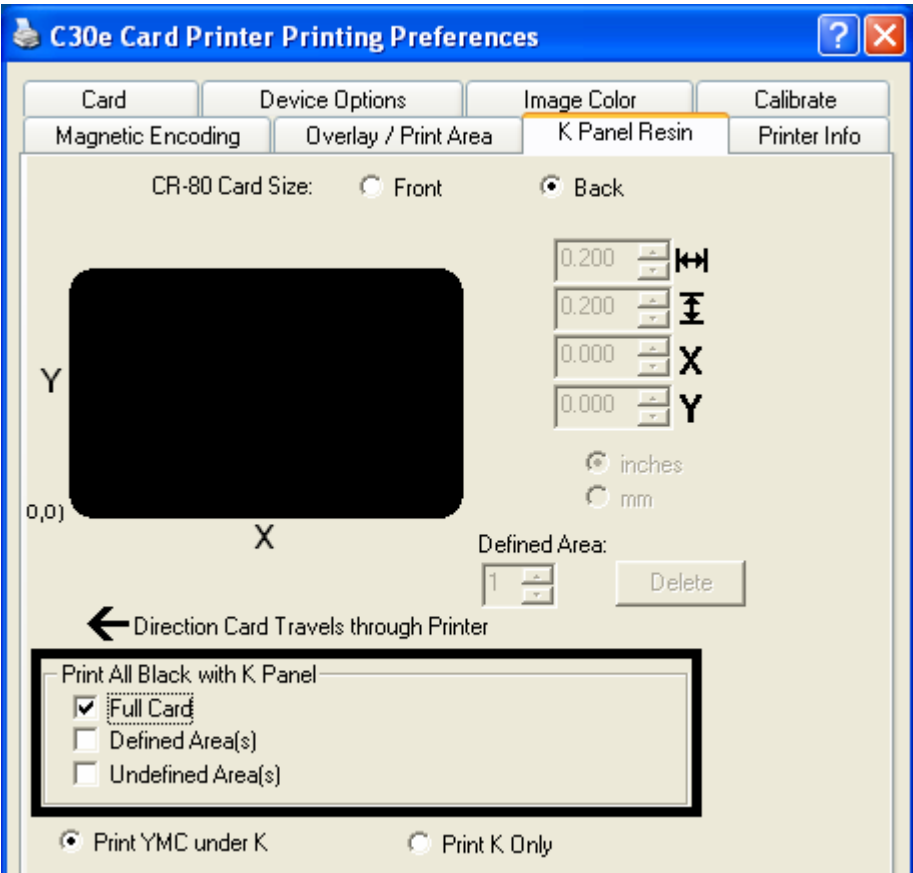 C30e Card Printer Printing Preferences
Card Device Options Image Color Calibrate
Magnetic Encoding Overlay / Print Area K Panel Resin Printer Info
CR-80 Card Size: Front Back
0.200
0.200
0.000 X
Y 0.000 Y
inches
0,0) mm
X
Defined Area:
1 Delete
Direction Card Travels through Printer
Print All Black with K Panel
Full Card
Defined Area(s)
Undefined Area(s)
Print YMC under K Print K Only